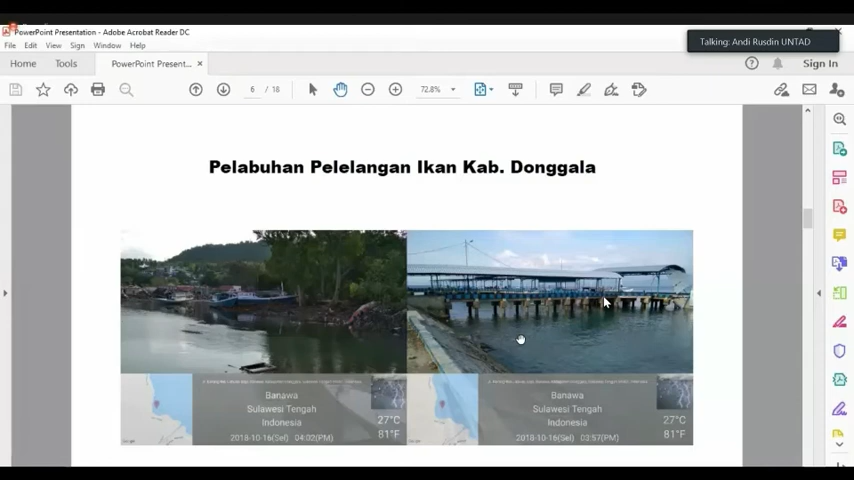 PowerPoint Presentation - Adobe Acrobat Reader DC
File Edit View Sign Window Help
Talking: Andi Rusdin UNTAD
Home Tools PowerPoint Present... × Sign In
6 / 18 72.8%
Pelabuhan Pelelangan Ikan Kab. Donggala
Banawa
Sulawesi Tengah
Indonesia
2018-10-16(Sel) 04:02(PM)
27°C
81°F
Banawa
Sulawesi Tengah
Indonesia
2018-10-16(Sel) 03:57(PM)
27°C
81°F